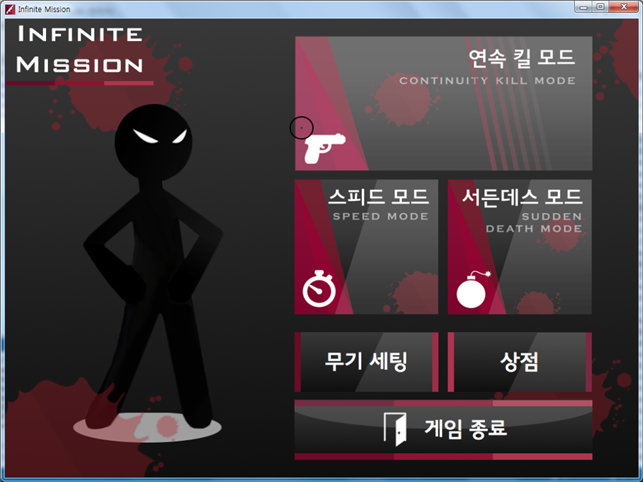 Infinite Mission
INFINITE
MISSION
연속 킬 모드
CONTINUITY KILL MODE
스피드 모드
SPEED MODE
서든데스 모드
SUDDEN
DEATH MODE
무기 세팅
상점
게임 종료